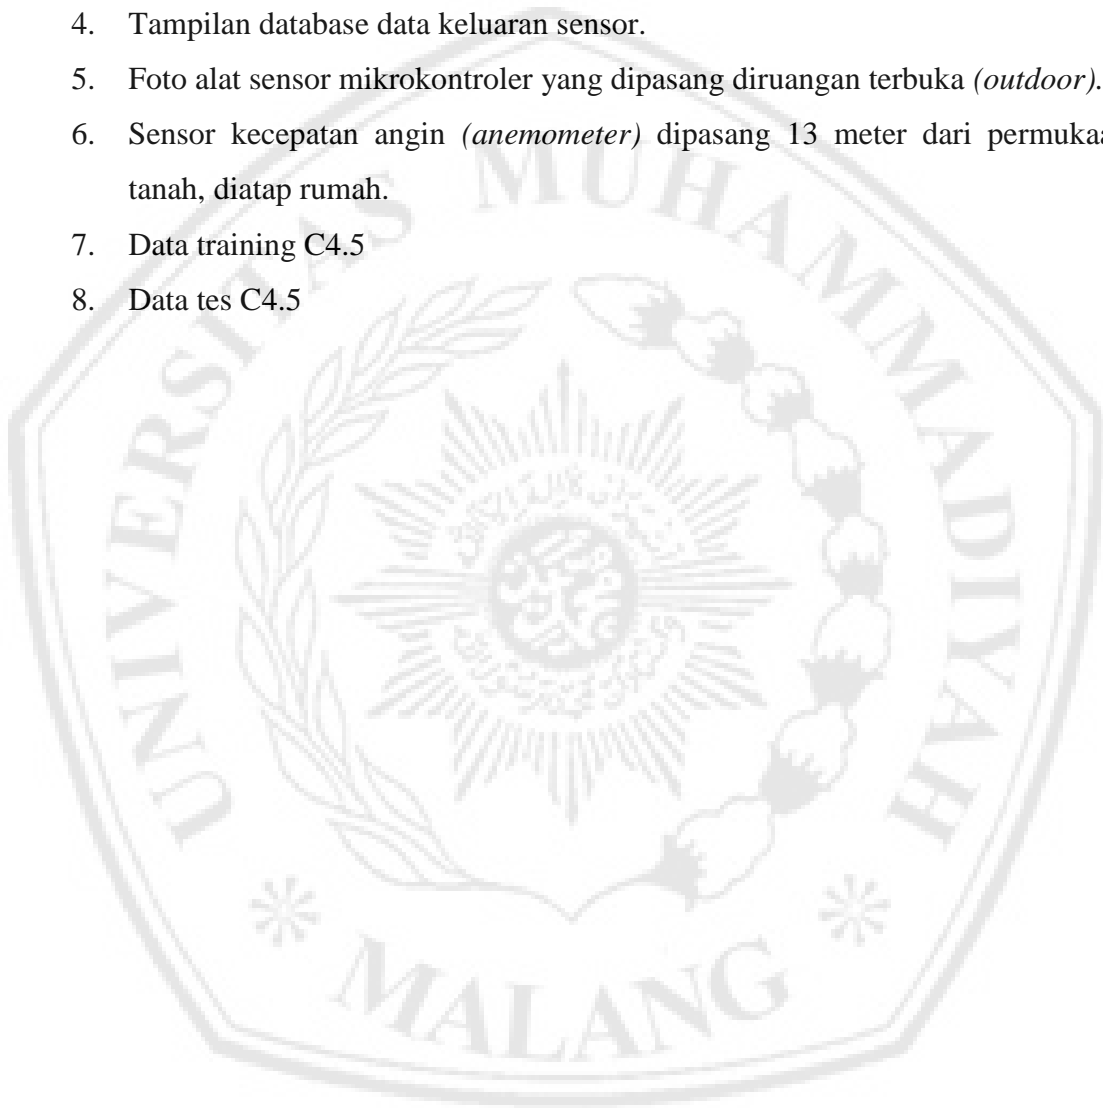 4. Tampilan database data keluaran sensor.
5. Foto alat sensor mikrokontroler yang dipasang diruangan terbuka (outdoor).
6. Sensor kecepatan angin (anemometer) dipasang 13 meter dari permukaa
tanah, diatap rumah.
7. Data training C4.5
8. Data tes C4.5
UNIVERSITAS MUHAMMADIYAH
MALANG